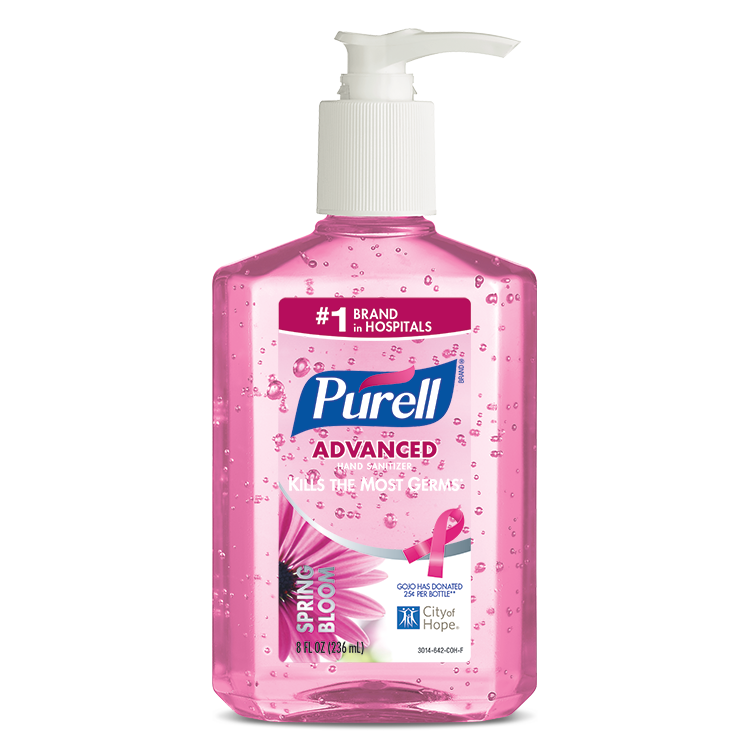 #1 BRAND
in HOSPITALS
BRAND®
PURELL
ADVANCED
HAND SANITIZER
KILLS THE MOST GERMS*
SPRING
BLOOM
GOJO HAS DONATED
25¢ PER BOTTLE**
City of
Hope®
8 FL OZ (236 mL)
3014-642-COH-F